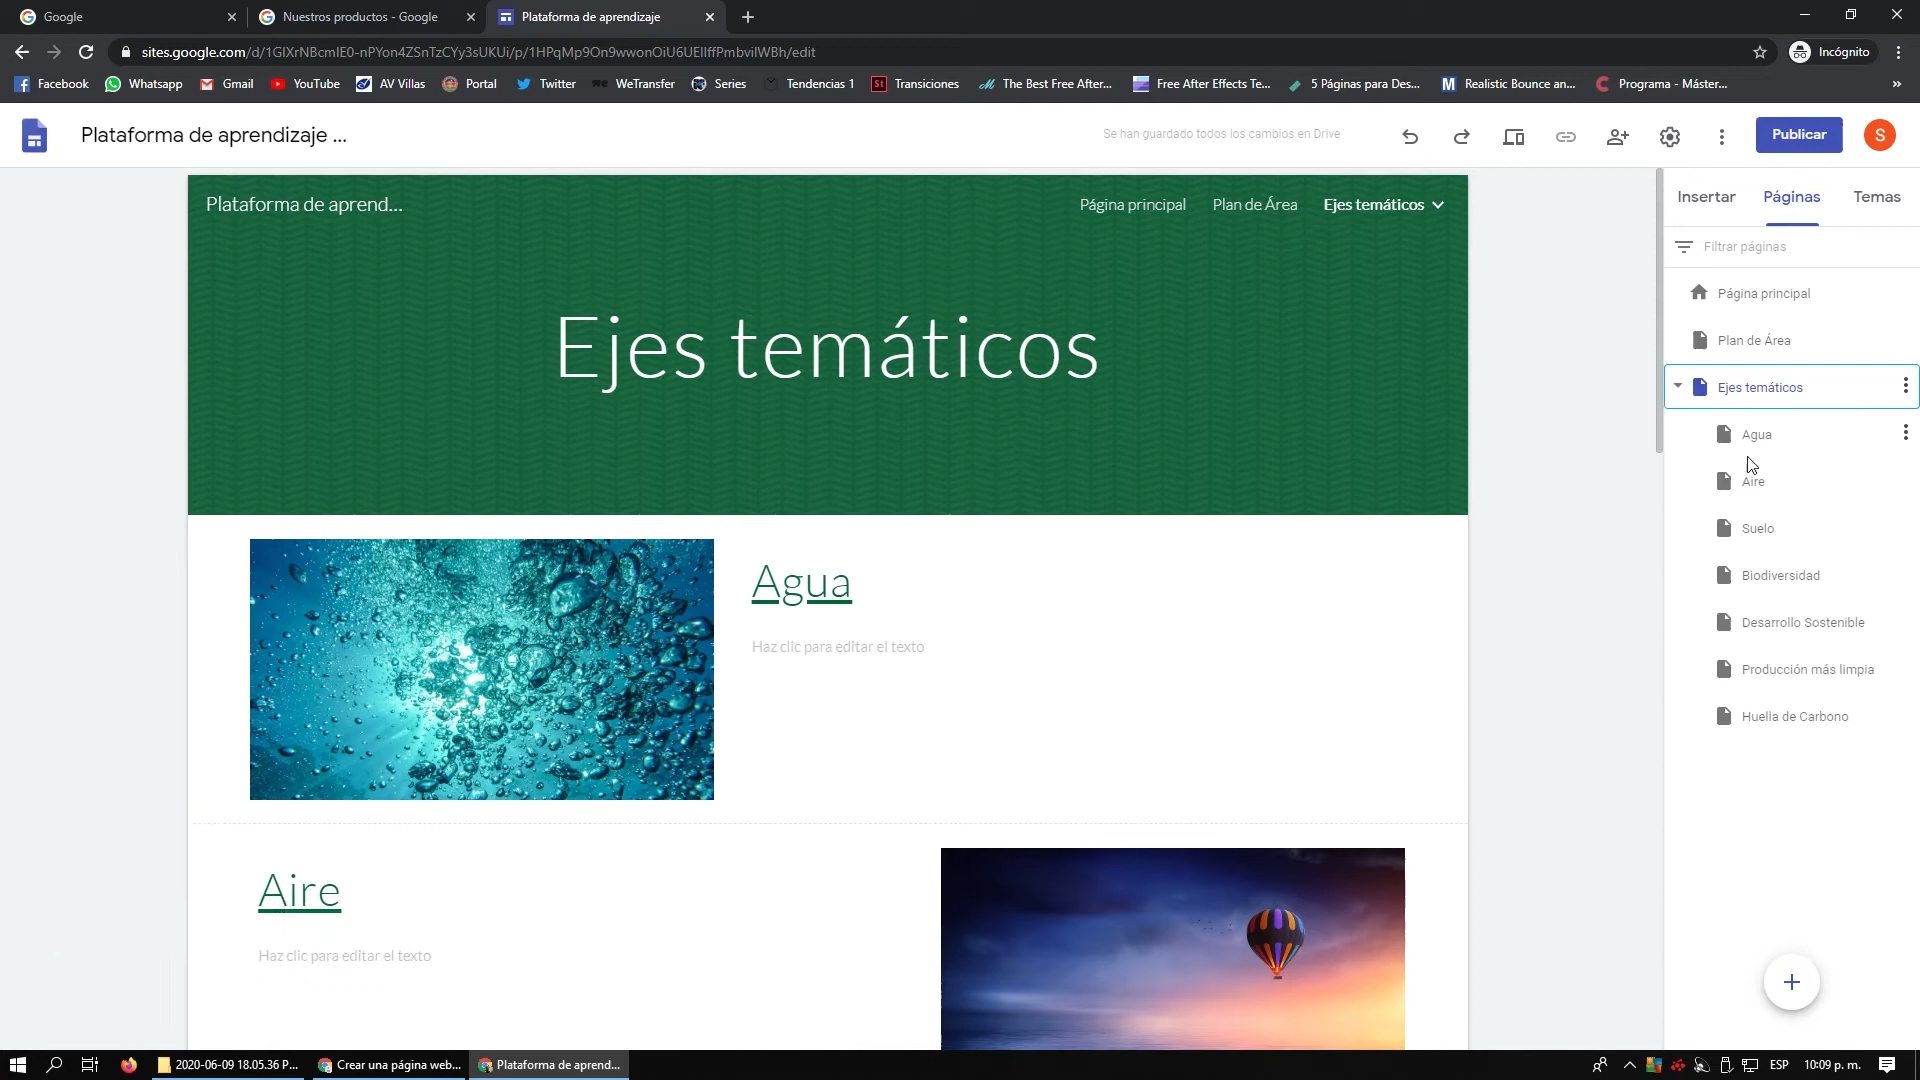 Google
Nuestros productos - Google
Plataforma de aprendizaje
sites.google.com/d/1GlXrNBcmlE0-nPYon4ZSnTzCYy3sUKUi/p/1HPqMp9On9wwonOiU6UEIlffPmbvilWBh/edit
Incógnito
Facebook
Whatsapp
Gmail
YouTube
AV Villas
Portal
Twitter
WeTransfer
Series
Tendencias 1
St
Transiciones
The Best Free After...
Free After Effects Te...
5 Páginas para Des...
M
Realistic Bounce an...
Programa - Máster...
»
Plataforma de aprendizaje ...
Se han guardado todos los cambios en Drive
Publicar
S
Plataforma de aprend...
Página principal
Plan de Área
Ejes temáticos
Ejes temáticos
Agua
Haz clic para editar el texto
Aire
Haz clic para editar el texto
Insertar
Páginas
Temas
Filtrar páginas
Página principal
Plan de Área
Ejes temáticos
Agua
Aire
Suelo
Biodiversidad
Desarrollo Sostenible
Producción más limpia
Huella de Carbono
2020-06-09 18.05.36 P...
Crear una página web...
Plataforma de aprend...
ESP
10:09 p. m.